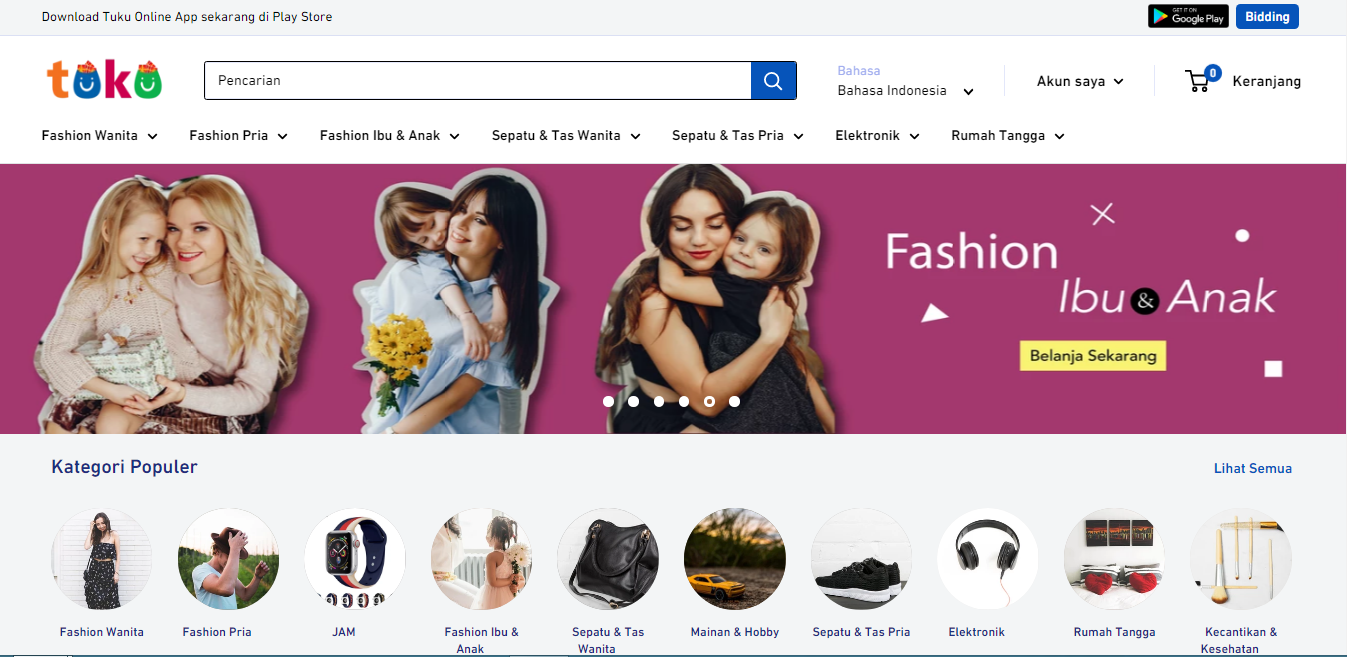 Download Tuku Online App sekarang di Play Store
GET IT ON
Google Play
Bidding
tuku
Pencarian
Bahasa
Bahasa Indonesia
Akun saya
0
Keranjang
Fashion Wanita
Fashion Pria
Fashion Ibu & Anak
Sepatu & Tas Wanita
Sepatu & Tas Pria
Elektronik
Rumah Tangga
Fashion
Ibu & Anak
Belanja Sekarang
Kategori Populer
Lihat Semua
Fashion Wanita
Fashion Pria
JAM
Fashion Ibu &
Anak
Sepatu & Tas
Wanita
Mainan & Hobby
Sepatu & Tas Pria
Elektronik
Rumah Tangga
Kecantikan &
Kesehatan